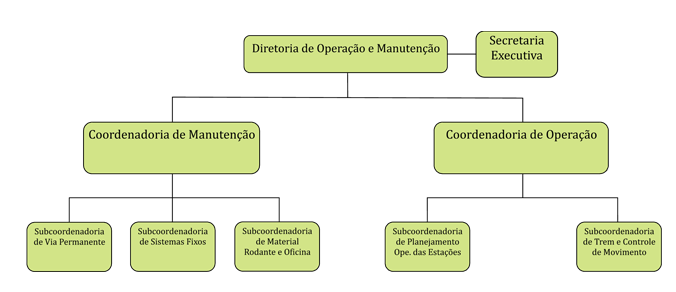 Diretoria de Operação e Manutenção
Secretaria
Executiva
Coordenadoria de Manutenção
Coordenadoria de Operação
Subcoordenadoria
de Via Permanente
Subcoordenadoria
de Sistemas Fixos
Subcoordenadoria
de Material
Rodante e Oficina
Subcoordenadoria
de Planejamento
Ope. das Estações
Subcoordenadoria
de Trem e Controle
de Movimento